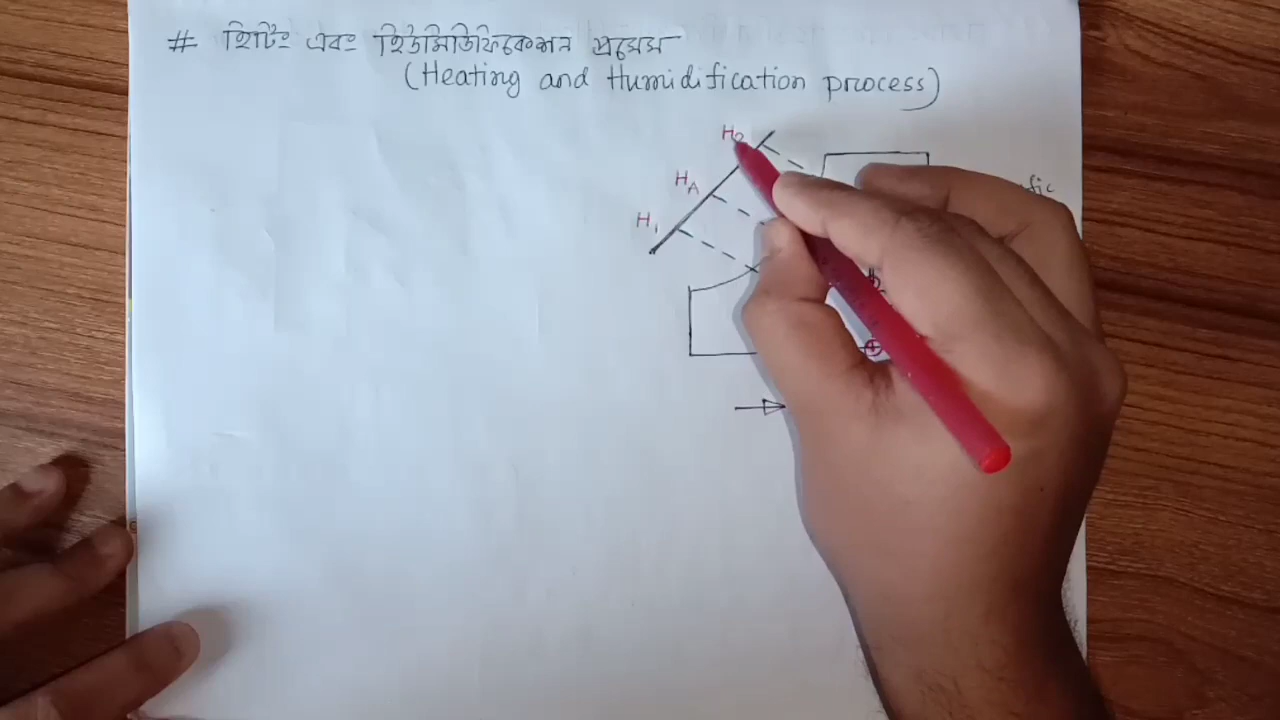 # হিটিং এবং হিউমিডিফিকেশন প্রসেস
(Heating and Humidification process)
H2
HA
H1